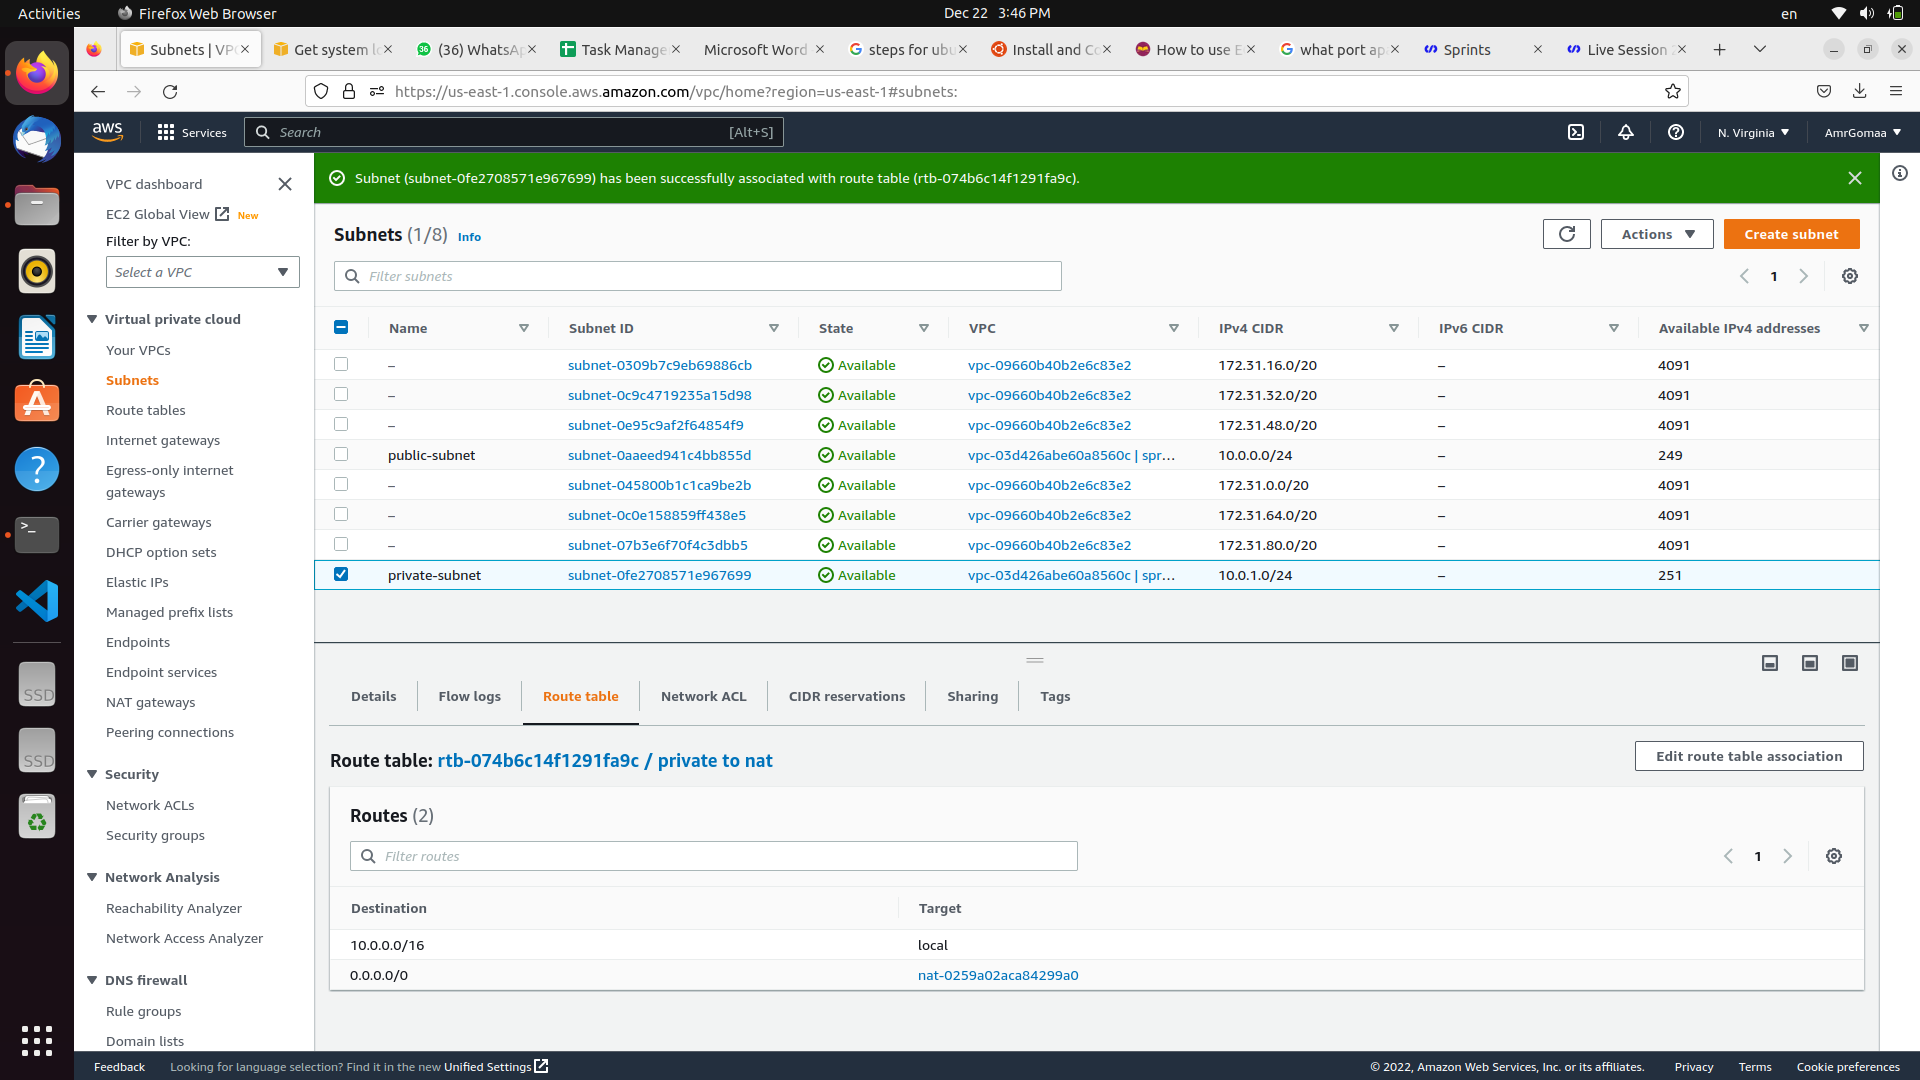 Activities
Firefox Web Browser
Dec 22 3:46 PM
en
Subnets | VPC
Get system lo
(36) WhatsAp
Task Manage
Microsoft Word
steps for ubu
Install and Co
How to use E
what port ap
Sprints
Live Session
https://us-east-1.console.aws.amazon.com/vpc/home?region=us-east-1#subnets:
aws
Services
Search
[Alt+S]
N. Virginia
AmrGomaa
VPC dashboard
EC2 Global View New
Filter by VPC:
Select a VPC
Virtual private cloud
Your VPCs
Subnets
Route tables
Internet gateways
Egress-only internet
gateways
Carrier gateways
DHCP option sets
Elastic IPs
Managed prefix lists
Endpoints
Endpoint services
NAT gateways
Peering connections
Security
Network ACLs
Security groups
Network Analysis
Reachability Analyzer
Network Access Analyzer
DNS firewall
Rule groups
Domain lists
Subnet (subnet-0fe2708571e967699) has been successfully associated with route table (rtb-074b6c14f1291fa9c).
Subnets (1/8) Info
Actions
Create subnet
Filter subnets
1
Name Subnet ID State VPC IPv4 CIDR IPv6 CIDR Available IPv4 addresses
– subnet-0309b7c9eb69886cb Available vpc-09660b40b2e6c83e2 172.31.16.0/20 – 4091
– subnet-0c9c4719235a15d98 Available vpc-09660b40b2e6c83e2 172.31.32.0/20 – 4091
– subnet-0e95c9af2f64854f9 Available vpc-09660b40b2e6c83e2 172.31.48.0/20 – 4091
public-subnet subnet-0aaeed941c4bb855d Available vpc-03d426abe60a8560c | spr... 10.0.0.0/24 – 249
– subnet-045800b1c1ca9be2b Available vpc-09660b40b2e6c83e2 172.31.0.0/20 – 4091
– subnet-0c0e158859ff438e5 Available vpc-09660b40b2e6c83e2 172.31.64.0/20 – 4091
– subnet-07b3e6f70f4c3dbb5 Available vpc-09660b40b2e6c83e2 172.31.80.0/20 – 4091
private-subnet subnet-0fe2708571e967699 Available vpc-03d426abe60a8560c | spr... 10.0.1.0/24 – 251
Details
Flow logs
Route table
Network ACL
CIDR reservations
Sharing
Tags
Route table: rtb-074b6c14f1291fa9c / private to nat
Edit route table association
Routes (2)
Filter routes
1
Destination Target
10.0.0.0/16 local
0.0.0.0/0 nat-0259a02aca84299a0
SSD
SSD
Feedback
Looking for language selection? Find it in the new Unified Settings
© 2022, Amazon Web Services, Inc. or its affiliates.
Privacy
Terms
Cookie preferences